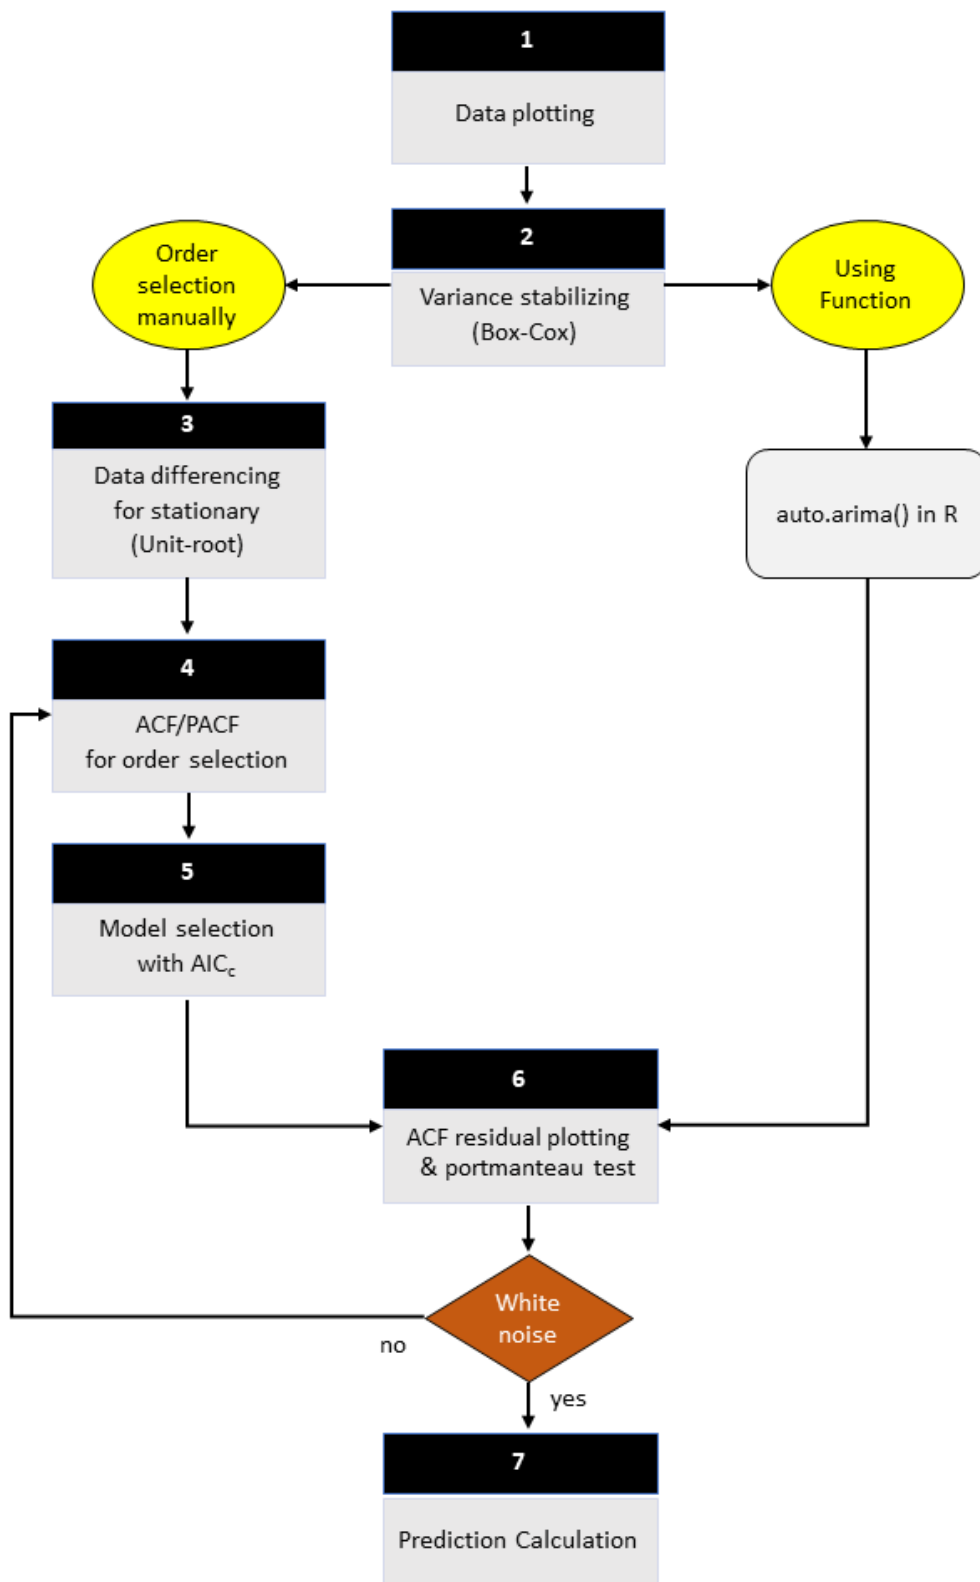 1
Data plotting
2
Variance stabilizing
(Box-Cox)
Order
selection
manually
Using
Function
3
Data differencing
for stationary
(Unit-root)
auto.arima() in R
4
ACF/PACF
for order selection
5
Model selection
with AICc
6
ACF residual plotting
& portmanteau test
White
noise
no
yes
7
Prediction Calculation